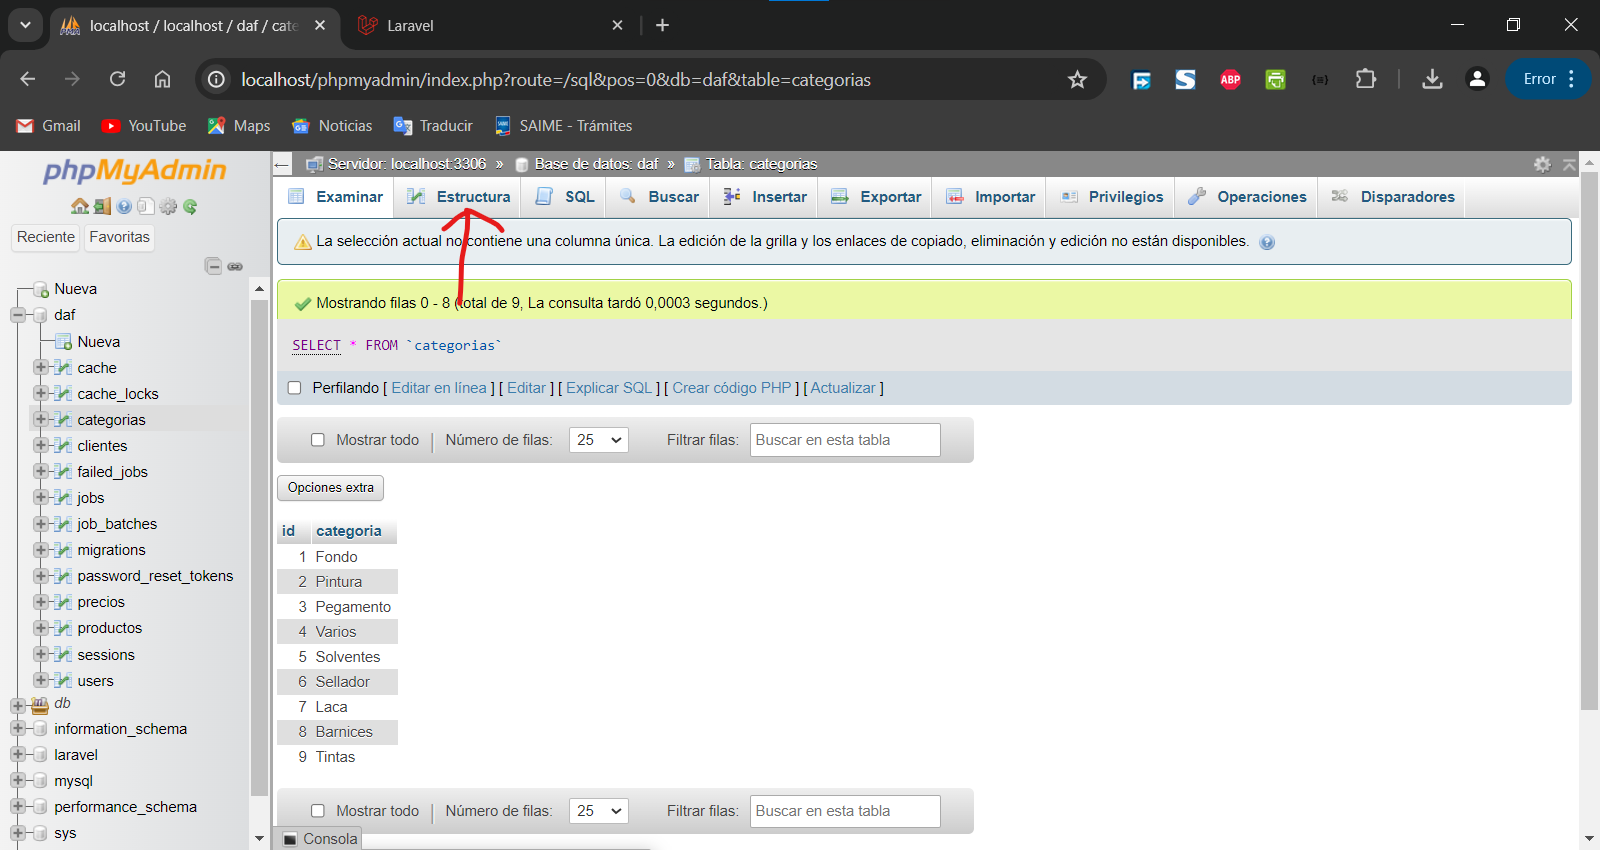 localhost / localhost / daf / cate
Laravel
localhost/phpmyadmin/index.php?route=/sql&pos=0&db=daf&table=categorias
ABP
Error
Gmail
YouTube
Maps
Noticias
Traducir
SAIME - Trámites
phpMyAdmin
Reciente
Favoritas
Nueva
daf
Nueva
cache
cache_locks
categorias
clientes
failed_jobs
jobs
job_batches
migrations
password_reset_tokens
precios
productos
sessions
users
db
information_schema
laravel
mysql
performance_schema
sys
Servidor: localhost:3306 » Base de datos: daf » Tabla: categorias
Examinar
Estructura
SQL
Buscar
Insertar
Exportar
Importar
Privilegios
Operaciones
Disparadores
La selección actual no contiene una columna única. La edición de la grilla y los enlaces de copiado, eliminación y edición no están disponibles.
Mostrando filas 0 - 8 (total de 9, La consulta tardó 0,0003 segundos.)
SELECT * FROM `categorias`
Perfilando [ Editar en línea ] [ Editar ] [ Explicar SQL ] [ Crear código PHP ] [ Actualizar ]
Mostrar todo | Número de filas: 25 Filtrar filas: Buscar en esta tabla
Opciones extra
id categoria
1 Fondo
2 Pintura
3 Pegamento
4 Varios
5 Solventes
6 Sellador
7 Laca
8 Barnices
9 Tintas
Mostrar todo | Número de filas: 25 Filtrar filas: Buscar en esta tabla
Consola